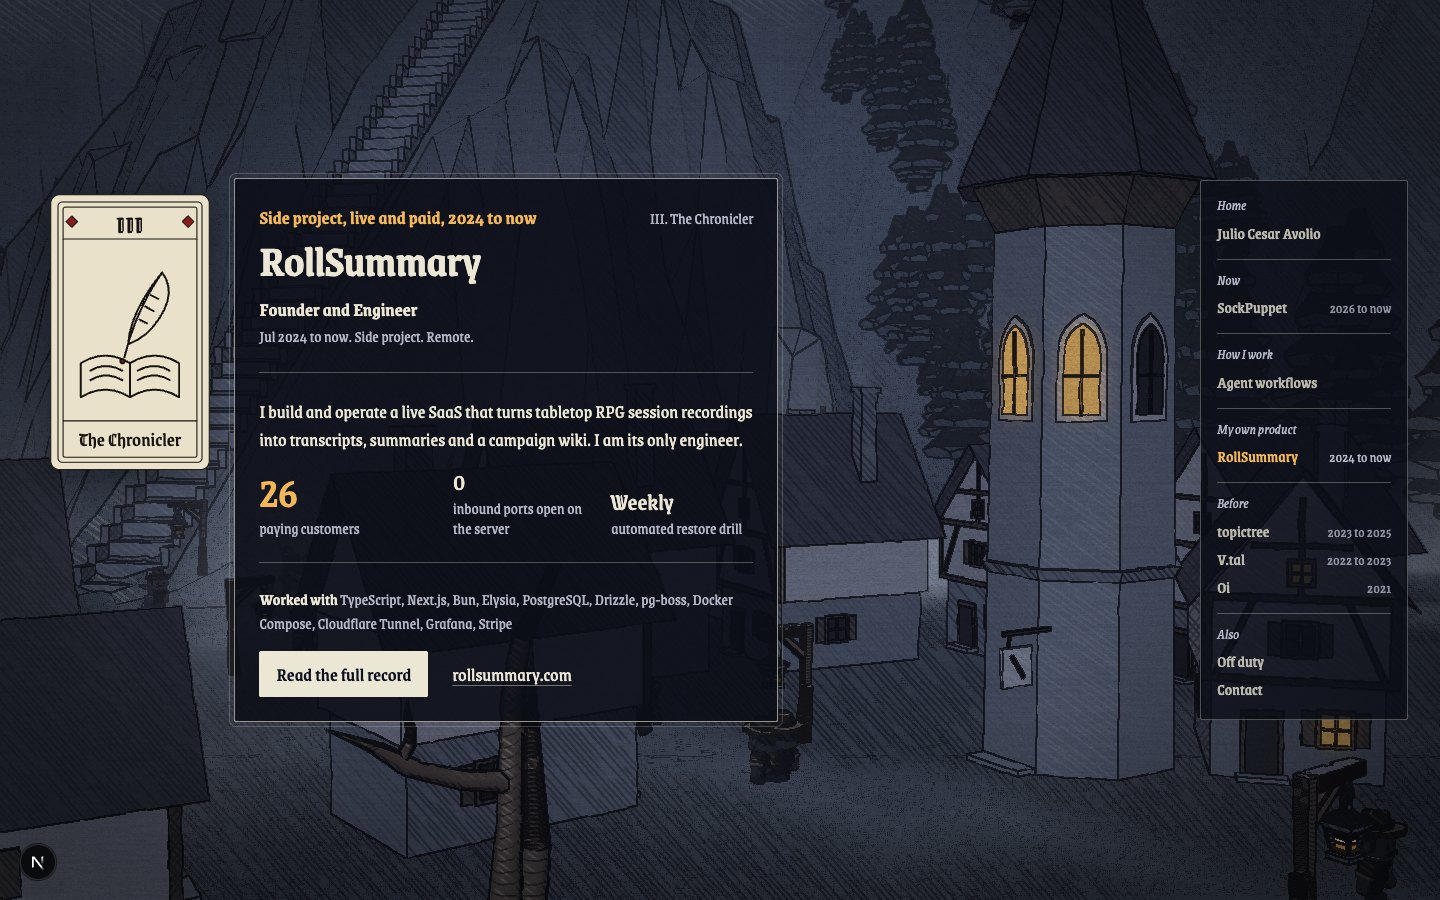 III
The Chronicler
Side project, live and paid, 2024 to now
III. The Chronicler
RollSummary
Founder and Engineer
Jul 2024 to now. Side project. Remote.
I build and operate a live SaaS that turns tabletop RPG session recordings
into transcripts, summaries and a campaign wiki. I am its only engineer.
26
paying customers
0
inbound ports open on
the server
Weekly
automated restore drill
Worked with TypeScript, Next.js, Bun, Elysia, PostgreSQL, Drizzle, pg-boss, Docker
Compose, Cloudflare Tunnel, Grafana, Stripe
Read the full record
rollsummary.com
Home
Julio Cesar Avolio
Now
SockPuppet 2026 to now
How I work
Agent workflows
My own product
RollSummary 2024 to now
Before
topictree 2023 to 2025
V.tal 2022 to 2023
Oi 2021
Also
Off duty
Contact
N